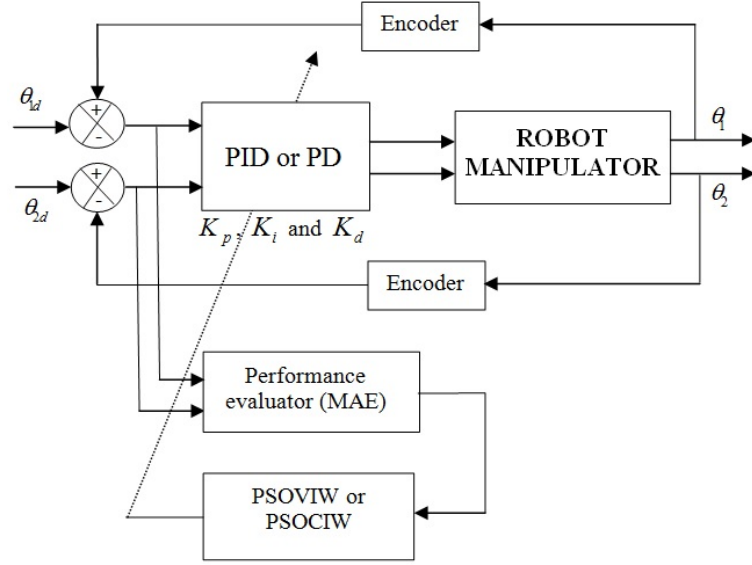 Encoder
θ1d
+
-
PID or PD
ROBOT
MANIPULATOR
θ1
θ2d
+
-
θ2
Kp, Ki and Kd
Encoder
Performance
evaluator (MAE)
PSOVIW or
PSOCIW